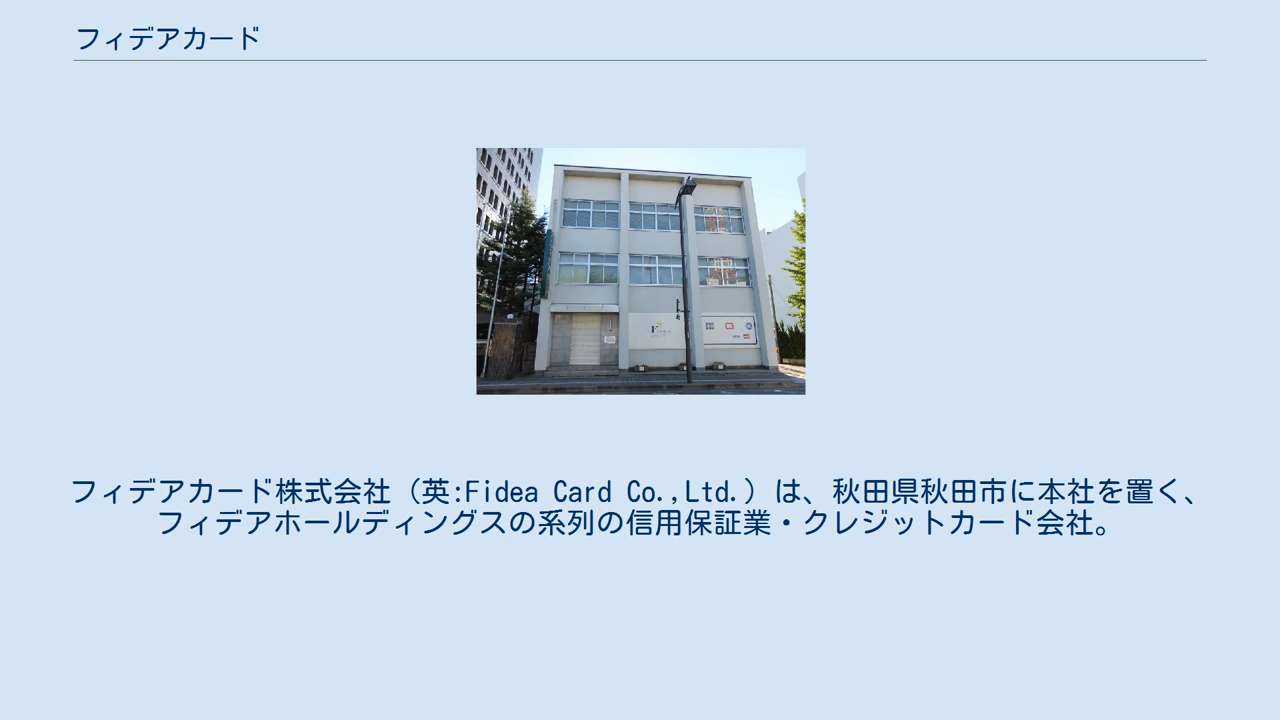 フィデアカード
フィデアカード株式会社（英:Fidea Card Co.,Ltd.）は、秋田県秋田市に本社を置く、
フィデアホールディングスの系列の信用保証業・クレジットカード会社。